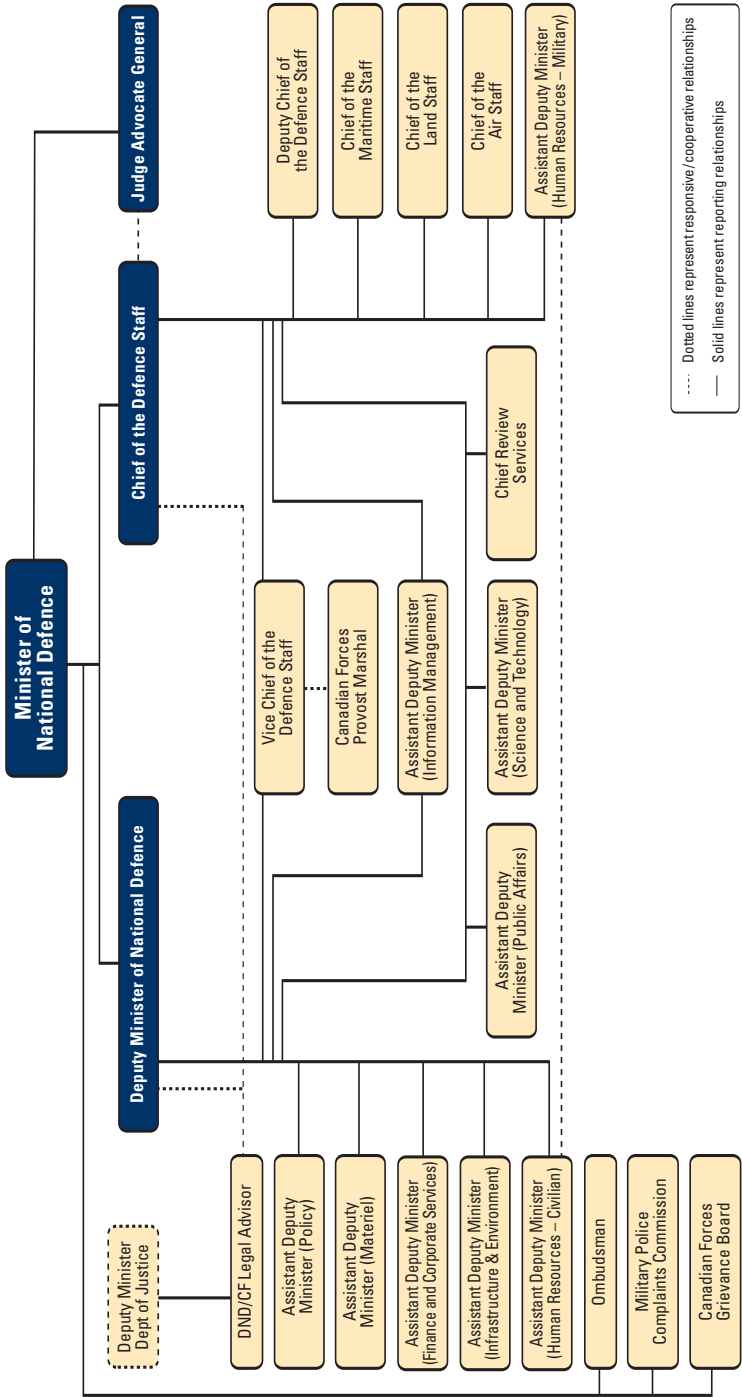 Minister of
National Defence
Deputy Minister of National Defence
Chief of the Defence Staff
Judge Advocate General
Deputy Minister
Dept of Justice
DND/CF Legal Advisor
Assistant Deputy
Minister (Policy)
Assistant Deputy
Minister (Materiel)
Assistant Deputy Minister
(Finance and Corporate Services)
Assistant Deputy Minister
(Infrastructure & Environment)
Assistant Deputy Minister
(Human Resources – Civilian)
Ombudsman
Military Police
Complaints Commission
Canadian Forces
Grievance Board
Vice Chief of the
Defence Staff
Canadian Forces
Provost Marshal
Assistant Deputy Minister
(Information Management)
Assistant Deputy
Minister (Public Affairs)
Assistant Deputy Minister
(Science and Technology)
Chief Review
Services
Deputy Chief of
the Defence Staff
Chief of the
Maritime Staff
Chief of the
Land Staff
Chief of the
Air Staff
Assistant Deputy Minister
(Human Resources – Military)
Dotted lines represent responsive/cooperative relationships
Solid lines represent reporting relationships